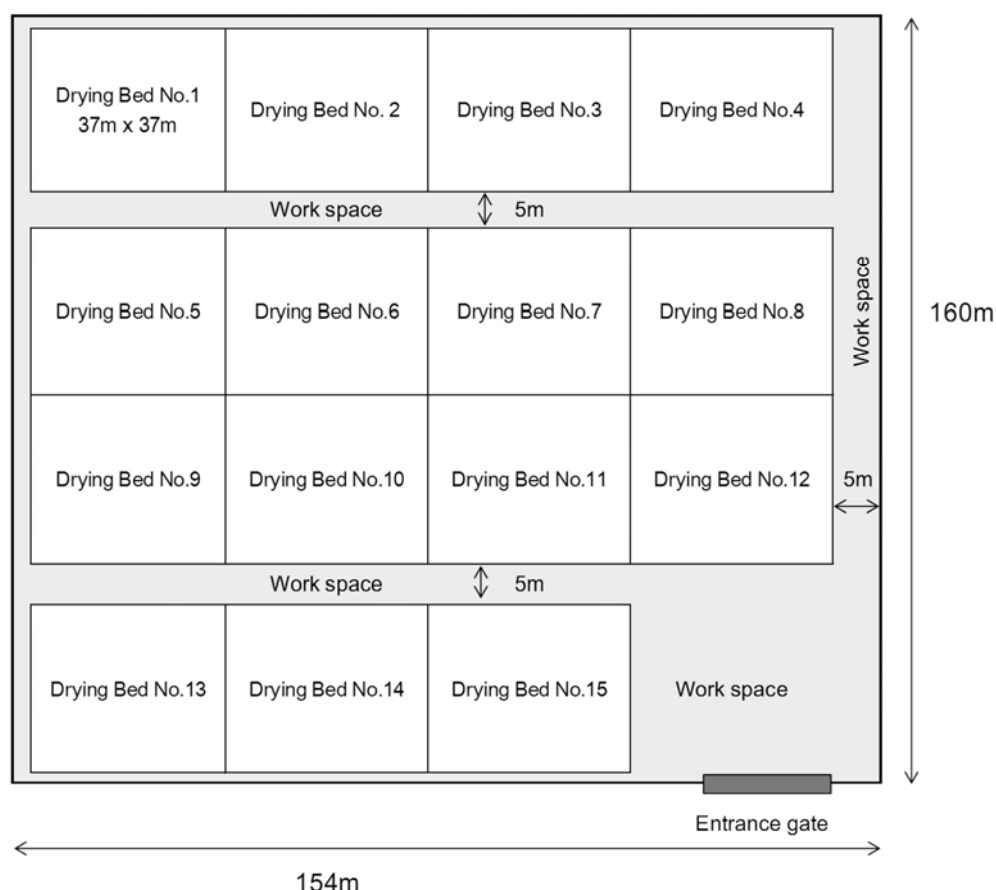 Drying Bed No.1
37m x 37m
Drying Bed No. 2
Drying Bed No.3
Drying Bed No.4
Work space
5m
Drying Bed No.5
Drying Bed No.6
Drying Bed No.7
Drying Bed No.8
Work space
160m
Drying Bed No.9
Drying Bed No.10
Drying Bed No.11
Drying Bed No.12
5m
Work space
5m
Drying Bed No.13
Drying Bed No.14
Drying Bed No.15
Work space
Entrance gate
154m